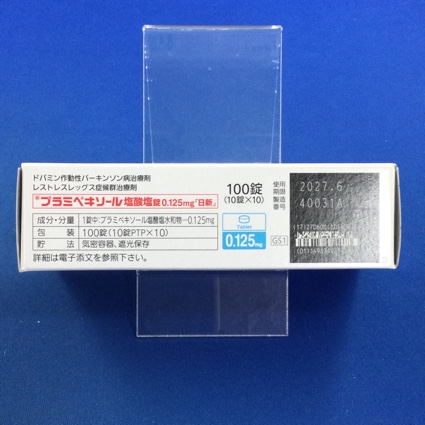 ドパミン作動性パーキンソン病治療剤
レストレスレッグス症候群治療剤
プラミペキソール塩酸塩錠0.125mg「日新」
100錠
(10錠×10)
成分・分量 1錠中:プラミペキソール塩酸塩水和物…0.125mg
包 装 100錠(10錠PTP×10)
貯 法 気密容器、遮光保存
詳細は電子添文を参照下さい。
Tablet
0.125mg
使用期限 2027.6
製造番号 40031A
GS1